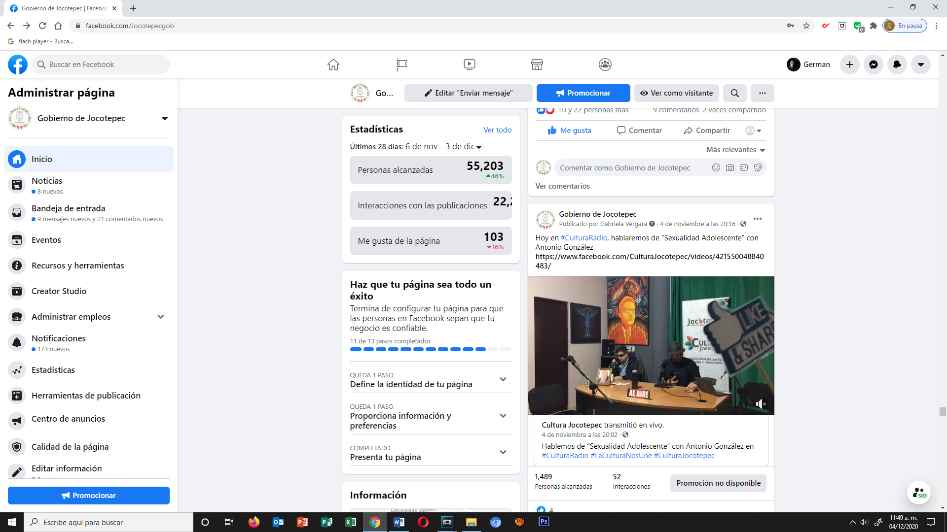 Gobierno de Jocotepec | Facebook
facebook.com/Jocotepecgob
En pausa
flash player - Busca...
Buscar en Facebook
German
Administrar página
Gobierno de Jocotepec
Inicio
Noticias
8 nuevos
Bandeja de entrada
9 mensajes nuevos y 21 comentarios nuevos
Eventos
Recursos y herramientas
Creator Studio
Administrar empleos
Notificaciones
173 nuevos
Estadísticas
Herramientas de publicación
Centro de anuncios
Calidad de la página
Editar información
Promocionar
Go...
Editar "Enviar mensaje"
Promocionar
Ver como visitante
Estadísticas
Ver todo
Últimos 28 días: 6 de nov - 3 de dic
Personas alcanzadas
55,203
46%
Interacciones con las publicaciones
22,2
Me gusta de la página
103
16%
Haz que tu página sea todo un
éxito
Termina de configurar tu página para que
las personas en Facebook sepan que tu
negocio es confiable.
11 de 13 pasos completados
QUEDA 1 PASO
Define la identidad de tu página
QUEDA 1 PASO
Proporciona información y
preferencias
COMPLETADO
Presenta tu página
Información
10 y 22 personas más
9 comentarios 2 veces compartido
Me gusta
Comentar
Compartir
Más relevantes
Comentar como Gobierno de Jocotepec
Ver comentarios
Gobierno de Jocotepec
Publicado por Gabriela Vergara · 4 de noviembre a las 20:16 ·
Hoy en #CulturaRadio, hablaremos de "Sexualidad Adolescente" con
Antonio González.
https://www.facebook.com/CulturaJocotepec/videos/421550048840
483/
LIKE
& SHARE
AL AIRE
Cultura Jocotepec transmitió en vivo.
4 de noviembre a las 20:02 ·
Hablemos de "Sexualidad Adolescente" con Antonio González en
#CulturaRadio #LaCulturaNosUne #CulturaJocotepec
1,489
Personas alcanzadas
52
Interacciones
Promoción no disponible
4
503
Escribe aquí para buscar
11:49 a. m.
04/12/2020